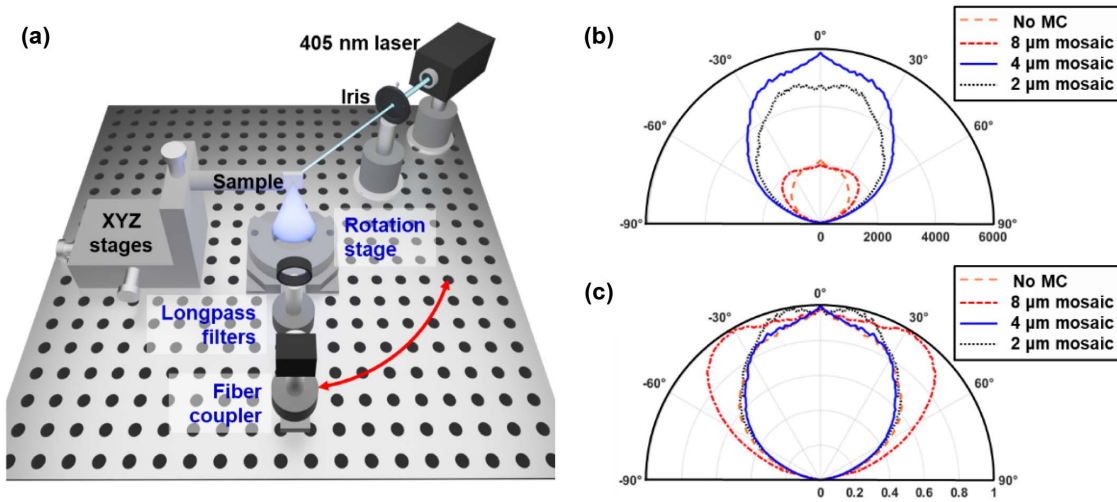 (a)
405 nm laser
Iris
Sample
XYZ
stages
Rotation
stage
Longpass
filters
Fiber
coupler
(b)
No MC
8 µm mosaic
4 µm mosaic
2 µm mosaic
0°
-30°
30°
-60°
60°
-90°
90°
0 2000 4000 6000
(c)
No MC
8 µm mosaic
4 µm mosaic
2 µm mosaic
0°
-30°
30°
-60°
60°
-90°
90°
0 0.2 0.4 0.6 0.8 1